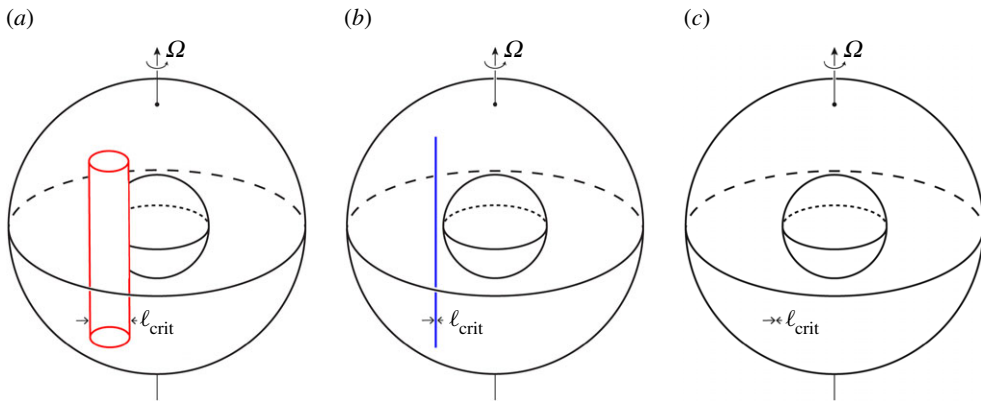 (a) (b) (c)
Ω Ω Ω
ℓcrit ℓcrit ℓcrit